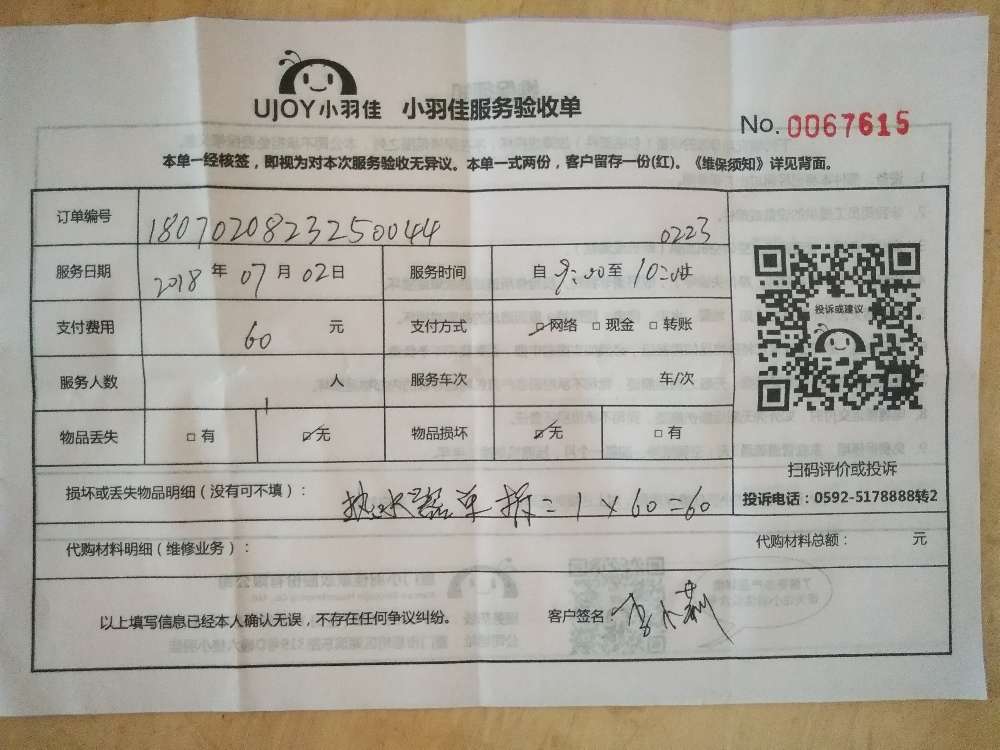 UJOY小羽佳 小羽佳服务验收单
No. 0067615
本单一经核签，即视为对本次服务验收无异议。本单一式两份，客户留存一份(红)。《维保须知》详见背面。
订单编号 1807020823250044 0223
服务日期 2018 年 07 月 02 日 服务时间 自 9:00 至 10:00
投诉或建议
支付费用 60 元 支付方式 □ 网络 □ 现金 □ 转账
服务人数 1 人 服务车次 车/次
物品丢失 □ 有 □ 无 物品损坏 □ 无 □ 有
扫码评价或投诉
投诉电话：0592-5178888转2
损坏或丢失物品明细（没有可不填）： 热水器单拆=1×60=60
代购材料明细（维修业务）： 代购材料总额： 元
以上填写信息已经本人确认无误，不存在任何争议纠纷。 客户签名：